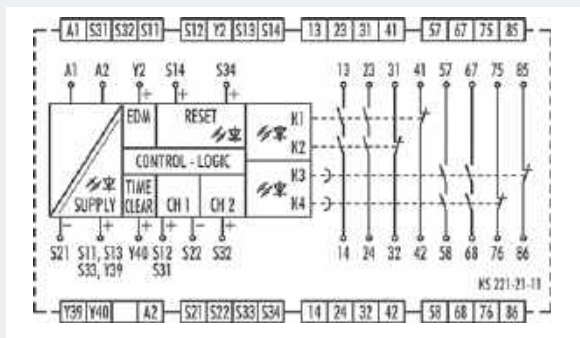 A1 S31 S32 S11 S12 Y2 S13 S14 13 23 31 41 57 67 75 85
A1 A2 Y2 S14 S34 13 23 31 41 57 67 75 85
+ + +
EDM RESET K1
K2
CONTROL - LOGIC
SUPPLY TIME CLEAR CH 1 CH 2 K3
K4
- + + + - +
S21 S11, S13 Y40 S12 S22 S32 14 24 32 42 58 68 76 86
S33, Y39 S31
KS 221-21-11
Y39 Y40 A2 S21 S22 S33 S34 14 24 32 42 58 68 76 86